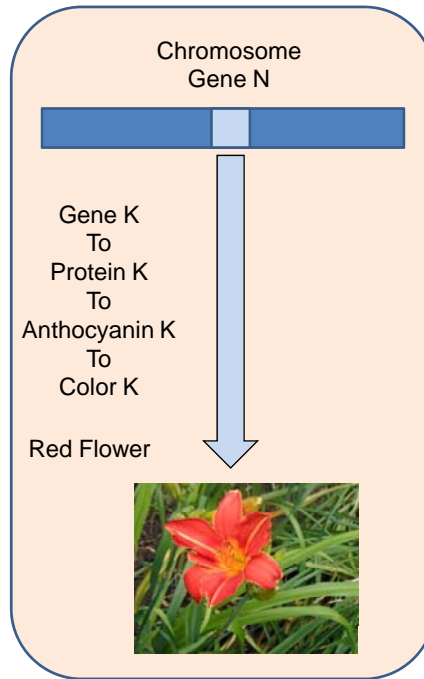 Chromosome
Gene N
Gene K
To
Protein K
To
Anthocyanin K
To
Color K
Red Flower